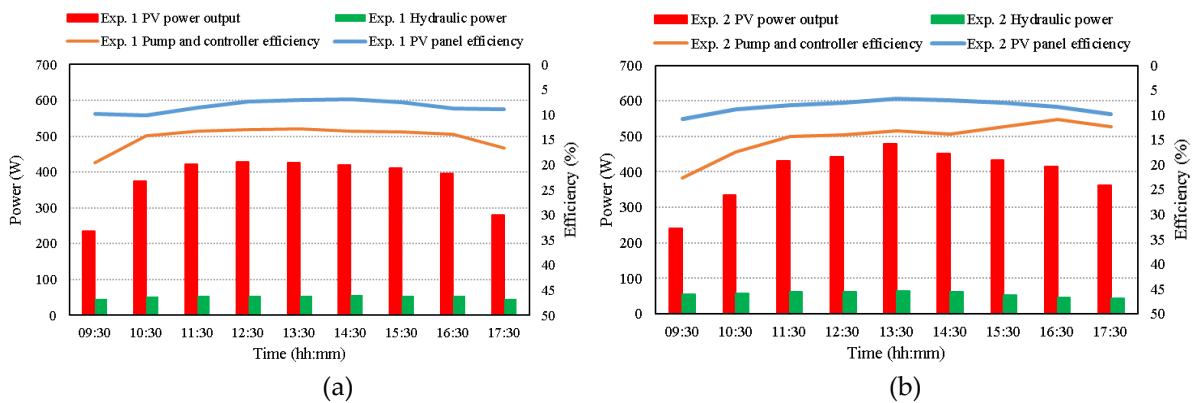 Exp. 1 PV power output
Exp. 1 Hydraulic power
Exp. 1 Pump and controller efficiency
Exp. 1 PV panel efficiency
700
600
500
400
300
200
100
0
Power (W)
0
5
10
15
20
25
30
35
40
45
50
Efficiency (%)
09:30 10:30 11:30 12:30 13:30 14:30 15:30 16:30 17:30
Time (hh:mm)
(a)
Exp. 2 PV power output
Exp. 2 Hydraulic power
Exp. 2 Pump and controller efficiency
Exp. 2 PV panel efficiency
700
600
500
400
300
200
100
0
Power (W)
0
5
10
15
20
25
30
35
40
45
50
Efficiency (%)
09:30 10:30 11:30 12:30 13:30 14:30 15:30 16:30 17:30
Time (hh:mm)
(b)